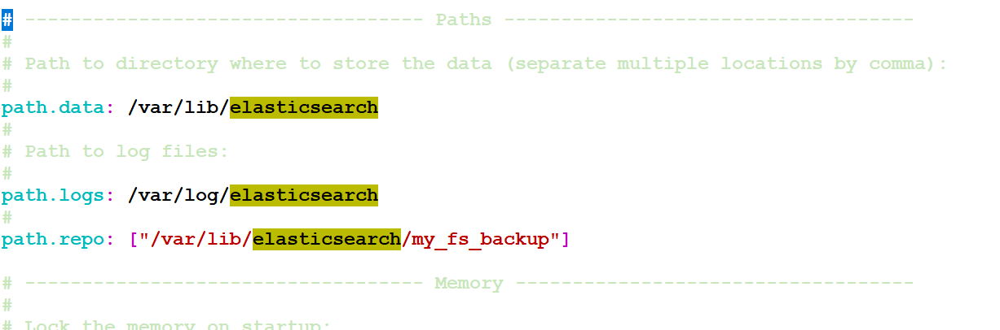 # ----------------------------------- Paths ------------------------------------
#
# Path to directory where to store the data (separate multiple locations by comma):
#
path.data: /var/lib/elasticsearch
#
# Path to log files:
#
path.logs: /var/log/elasticsearch
#
path.repo: ["/var/lib/elasticsearch/my_fs_backup"]
# ----------------------------------- Memory -----------------------------------
#
# Lock the memory on startup: